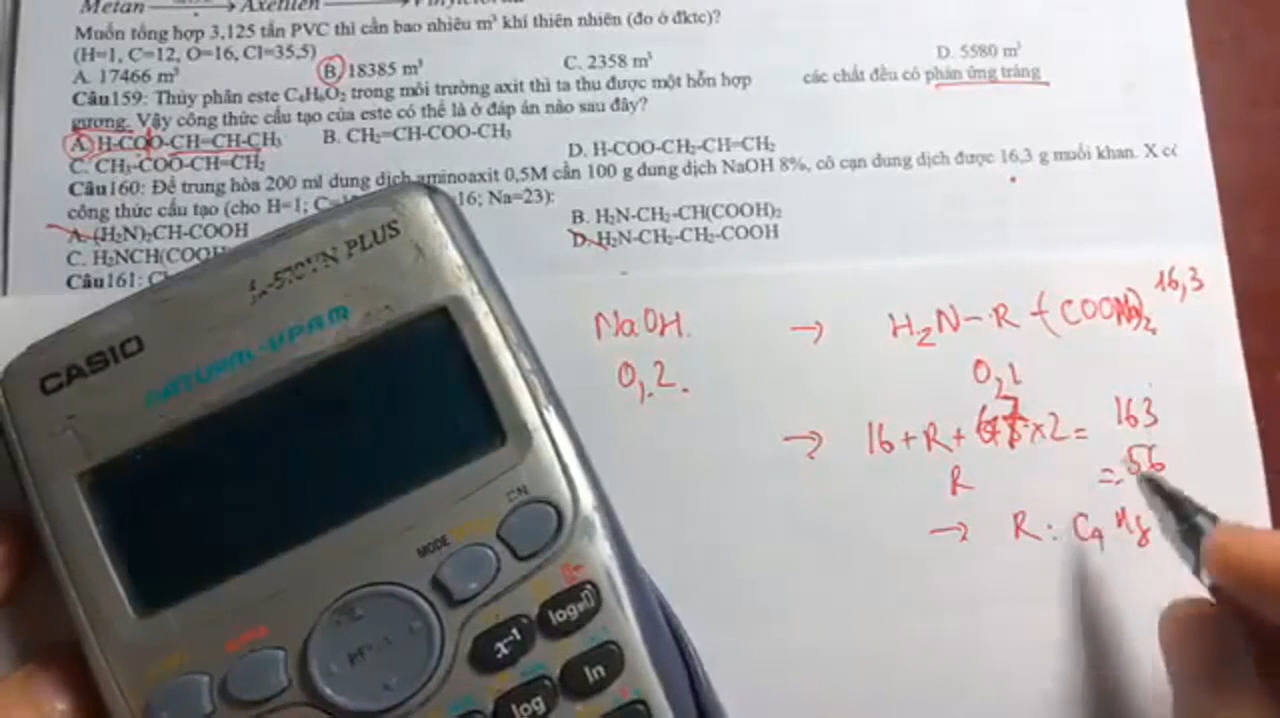 Metan Axetilen
Muốn tổng hợp 3,125 tấn PVC thì cần bao nhiêu m³ khí thiên nhiên (đo ở đktc)?
(H=1, C=12, O=16, Cl=35,5)
A. 17466 m³ B. 18385 m³ C. 2358 m³ D. 5580 m³
Câu159: Thủy phân este C₄H₆O₂ trong môi trường axit thì ta thu được một hỗn hợp các chất đều có phản ứng tráng
gương. Vậy công thức cấu tạo của este có thể là ở đáp án nào sau đây?
A. H-COO-CH=CH-CH₃ B. CH₂=CH-COO-CH₃
C. CH₃-COO-CH=CH₂ D. H-COO-CH₂-CH=CH₂
Câu160: Để trung hòa 200 ml dung dịch aminoaxit 0,5M cần 100 g dung dịch NaOH 8%, cô cạn dung dịch được 16,3 g muối khan. X có
công thức cấu tạo (cho H=1; 16; Na=23):
A. (H₂N)₂CH-COOH B. H₂N-CH₂-CH(COOH)₂
C. H₂NCH(COOH D. H₂N-CH₂-CH₂-COOH
Câu161:
570VN PLUS
CASIO
NATURAL-V.P.A.M.
NaOH. → H₂N-R-(COONa)₂ 16,3
0,2. 0,1
→ 16+R+ 67×2= 163
R = 56
→ R: C₄H₈
MODE
ON
x⁻¹
log
log
ln